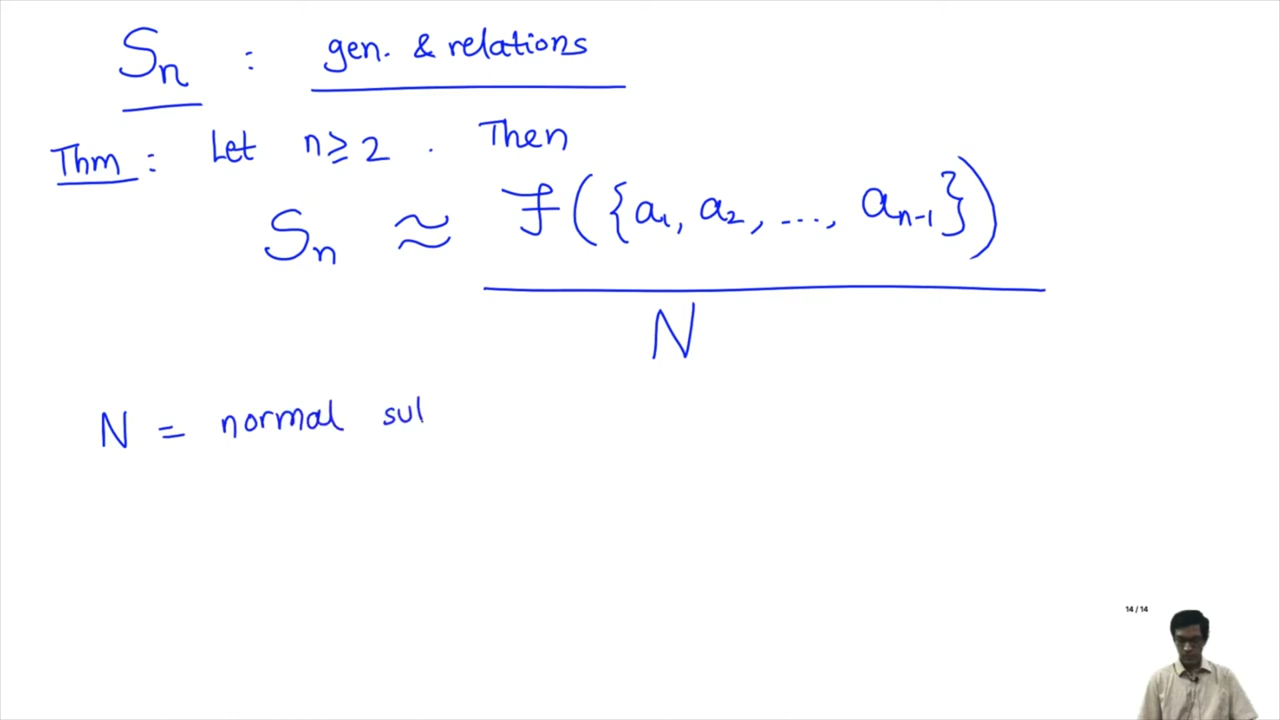 Sn : gen. & relations
Thm : Let n ≥ 2 . Then
Sn ≈ F({a1, a2, ..., an-1})
N
N = normal sul
14 / 14